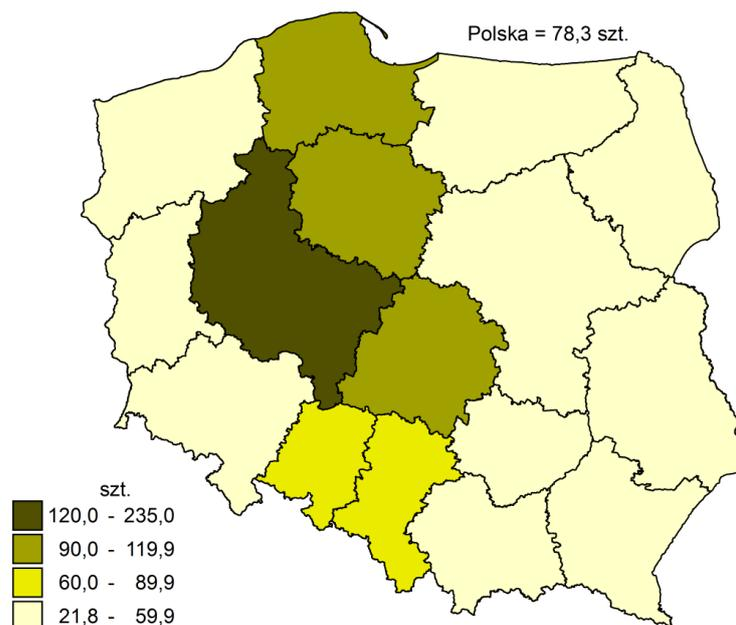 Polska = 78,3 szt.
szt.
120,0 - 235,0
90,0 - 119,9
60,0 - 89,9
21,8 - 59,9